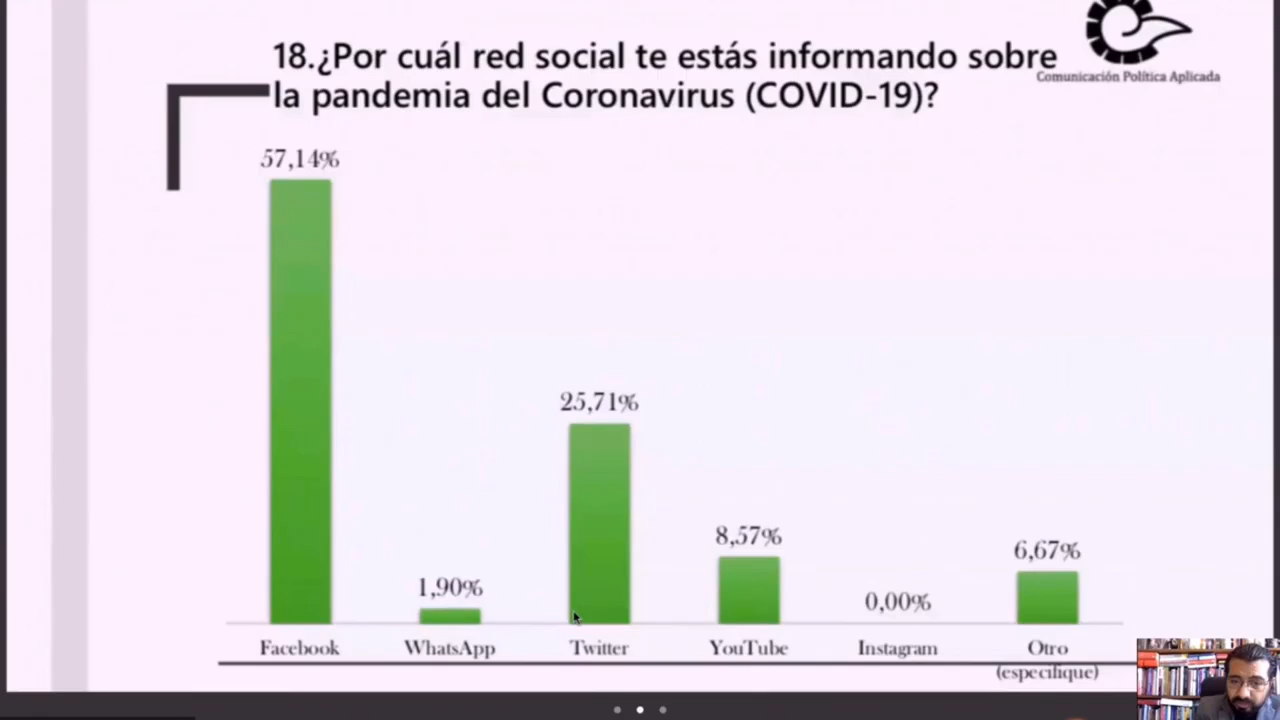 18.¿Por cuál red social te estás informando sobre
la pandemia del Coronavirus (COVID-19)?
Comunicación Política Aplicada
57,14%
1,90%
25,71%
8,57%
0,00%
6,67%
Facebook
WhatsApp
Twitter
YouTube
Instagram
Otro
(especifique)